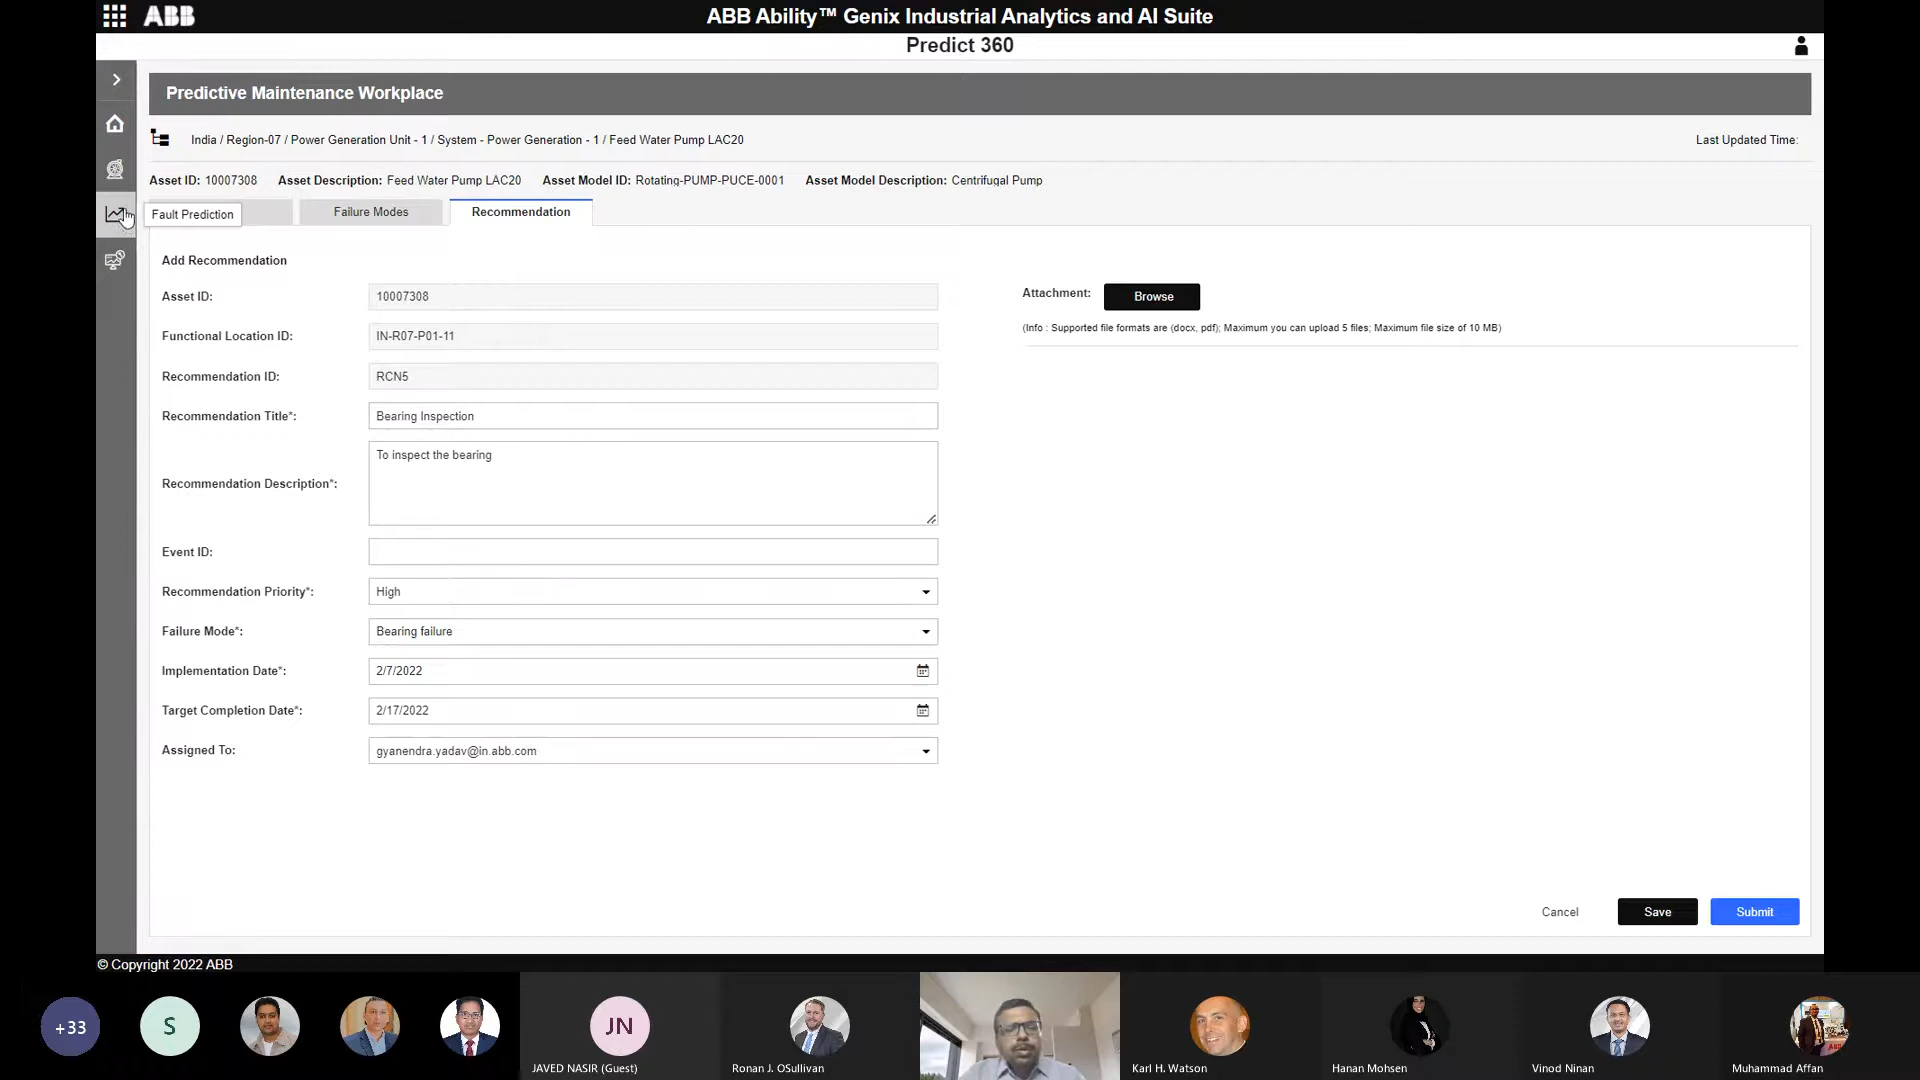 ABB
ABB Ability™ Genix Industrial Analytics and AI Suite
Predict 360
Predictive Maintenance Workplace
India / Region-07 / Power Generation Unit - 1 / System - Power Generation - 1 / Feed Water Pump LAC20
Last Updated Time:
Asset ID: 10007308 Asset Description: Feed Water Pump LAC20 Asset Model ID: Rotating-PUMP-PUCE-0001 Asset Model Description: Centrifugal Pump
Fault Prediction
Failure Modes
Recommendation
Add Recommendation
Asset ID: 10007308
Attachment: Browse
(Info : Supported file formats are (docx, pdf); Maximum you can upload 5 files; Maximum file size of 10 MB)
Functional Location ID: IN-R07-P01-11
Recommendation ID: RCN5
Recommendation Title*: Bearing Inspection
Recommendation Description*: To inspect the bearing
Event ID:
Recommendation Priority*: High
Failure Mode*: Bearing failure
Implementation Date*: 2/7/2022
Target Completion Date*: 2/17/2022
Assigned To: gyanendra.yadav@in.abb.com
Cancel Save Submit
© Copyright 2022 ABB
+33
S
JN
JAVED NASIR (Guest)
Ronan J. OSullivan
Karl H. Watson
Hanan Mohsen
Vinod Ninan
Muhammad Affan